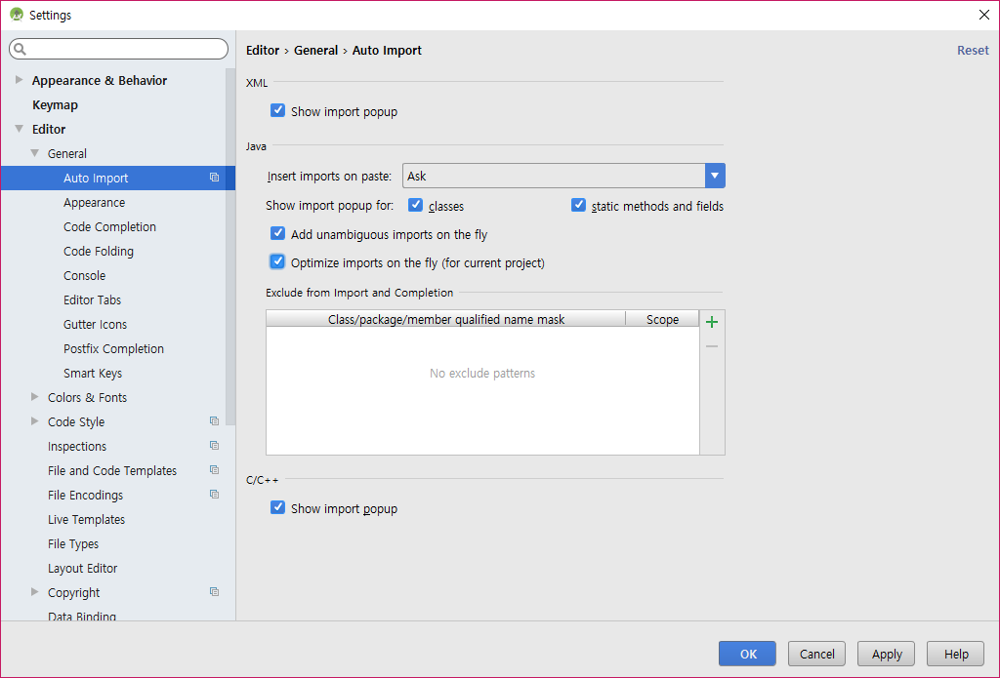 Settings
Editor › General › Auto Import
Reset
Appearance & Behavior
Keymap
Editor
General
Auto Import
Appearance
Code Completion
Code Folding
Console
Editor Tabs
Gutter Icons
Postfix Completion
Smart Keys
Colors & Fonts
Code Style
Inspections
File and Code Templates
File Encodings
Live Templates
File Types
Layout Editor
Copyright
Data Binding
XML
Show import popup
Java
Insert imports on paste: Ask
Show import popup for: classes static methods and fields
Add unambiguous imports on the fly
Optimize imports on the fly (for current project)
Exclude from Import and Completion
Class/package/member qualified name mask Scope
No exclude patterns
C/C++
Show import popup
OK Cancel Apply Help